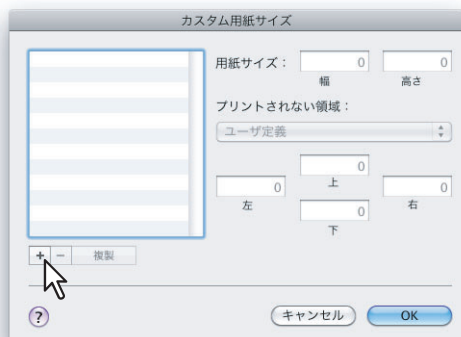 カスタム用紙サイズ
用紙サイズ： 0 0
幅 高さ
プリントされない領域：
ユーザ定義
0
上
0 0
左 右
0
下
+ − 複製
? キャンセル OK